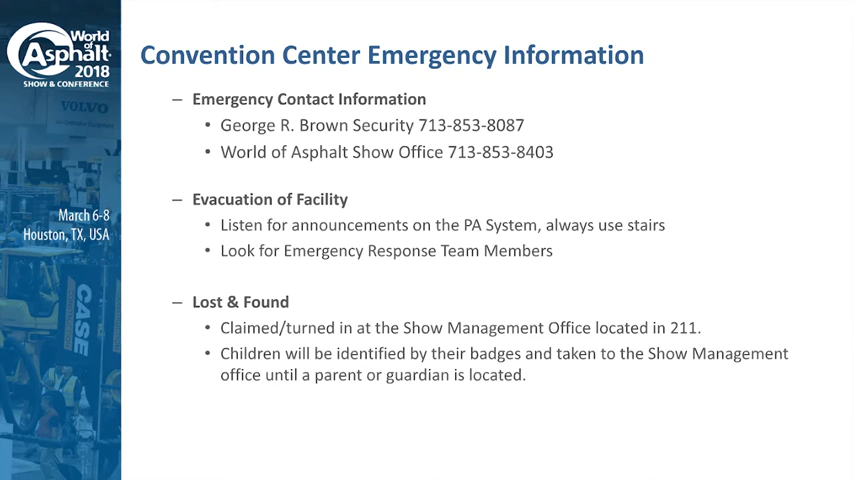 World
of
Asphalt
2018
SHOW & CONFERENCE
VOLVO
March 6-8
Houston, TX, USA
CASE
Convention Center Emergency Information
– Emergency Contact Information
• George R. Brown Security 713-853-8087
• World of Asphalt Show Office 713-853-8403
– Evacuation of Facility
• Listen for announcements on the PA System, always use stairs
• Look for Emergency Response Team Members
– Lost & Found
• Claimed/turned in at the Show Management Office located in 211.
• Children will be identified by their badges and taken to the Show Management
office until a parent or guardian is located.